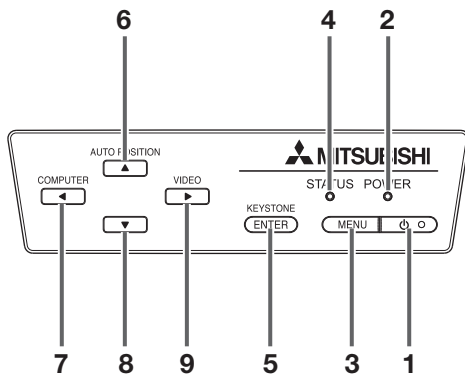 6 4 2
AUTO POSITION
MITSUBISHI
COMPUTER VIDEO STATUS POWER
KEYSTONE
ENTER MENU
7 8 9 5 3 1